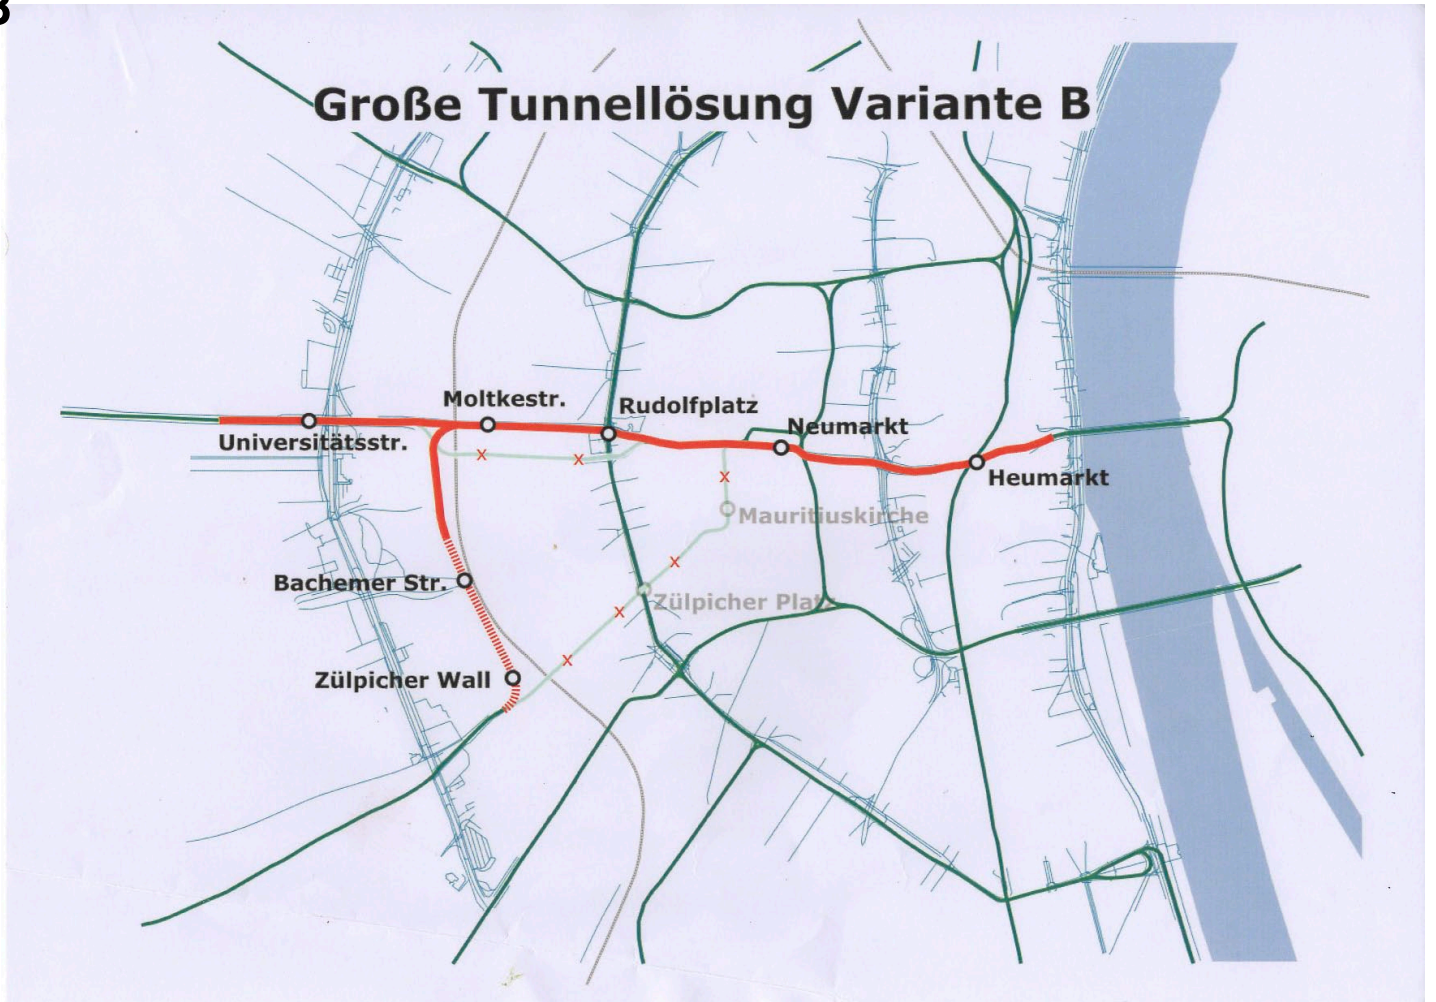 Große Tunnellösung Variante B
Moltkestr.
Rudolfplatz
Neumarkt
Universitätsstr.
Heumarkt
x x
x
Mauritiuskirche
x
Bachemer Str.
Zülpicher Platz
x
x
Zülpicher Wall